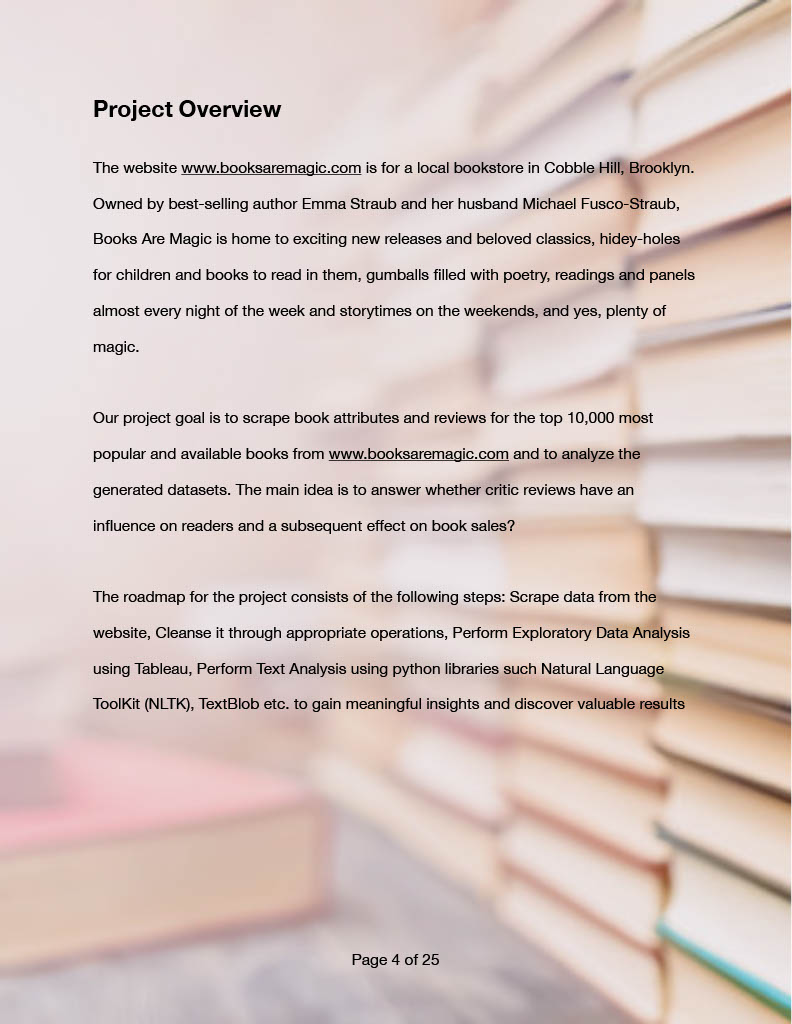 Project Overview
The website www.booksaremagic.com is for a local bookstore in Cobble Hill, Brooklyn.
Owned by best-selling author Emma Straub and her husband Michael Fusco-Straub,
Books Are Magic is home to exciting new releases and beloved classics, hidey-holes
for children and books to read in them, gumballs filled with poetry, readings and panels
almost every night of the week and storytimes on the weekends, and yes, plenty of
magic.
Our project goal is to scrape book attributes and reviews for the top 10,000 most
popular and available books from www.booksaremagic.com and to analyze the
generated datasets. The main idea is to answer whether critic reviews have an
influence on readers and a subsequent effect on book sales?
The roadmap for the project consists of the following steps: Scrape data from the
website, Cleanse it through appropriate operations, Perform Exploratory Data Analysis
using Tableau, Perform Text Analysis using python libraries such Natural Language
ToolKit (NLTK), TextBlob etc. to gain meaningful insights and discover valuable results
Page 4 of 25